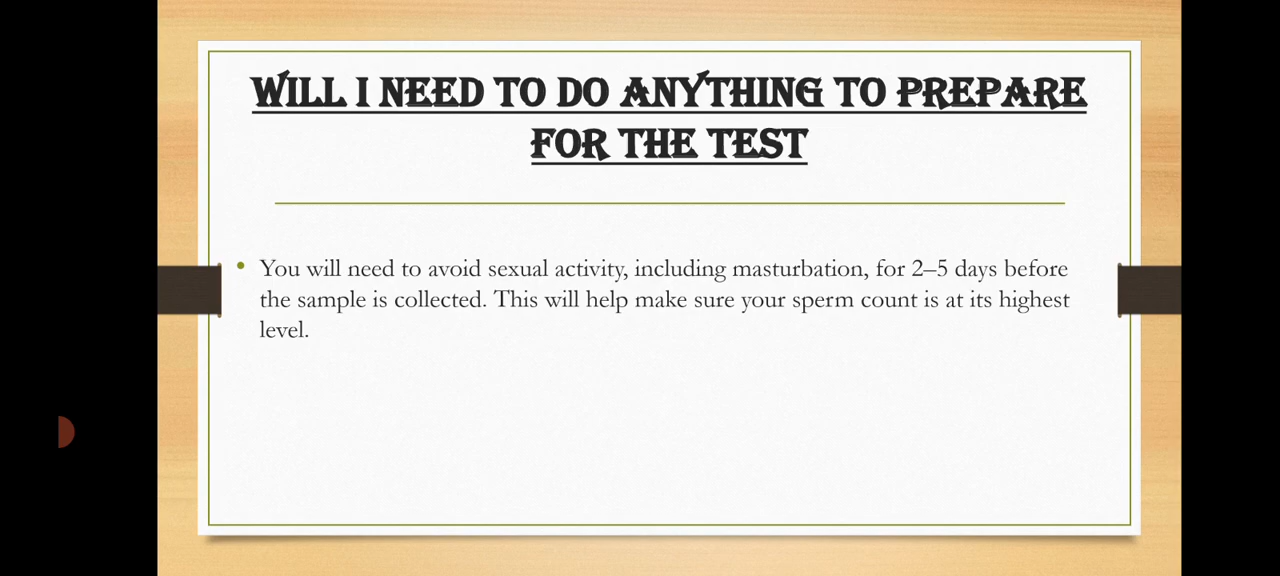 WILL I NEED TO DO ANYTHING TO PREPARE
FOR THE TEST
• You will need to avoid sexual activity, including masturbation, for 2–5 days before
the sample is collected. This will help make sure your sperm count is at its highest
level.